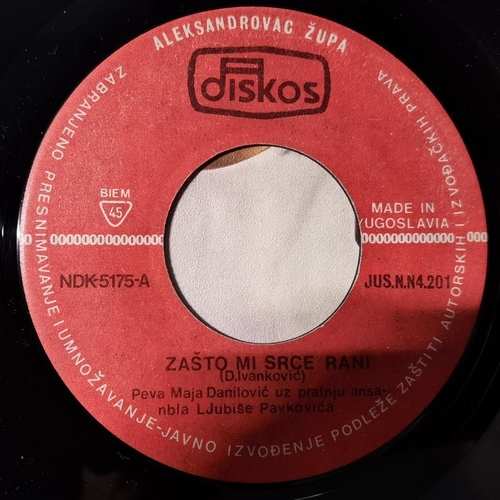 ALEKSANDROVAC ŽUPA
diskos
ZABRANJENO PRESNIMAVANJE I UMNOŽAVANJE-JAVNO IZVOĐENJE PODLEŽE ZAŠTITI AUTORSKIH I IZVOĐAČKIH PRAVA
BIEM
45
MADE IN
YUGOSLAVIA
NDK-5175-A
JUS.N.N4.201
ZAŠTO MI SRCE RANI
(D.Ivanković)
Peva Maja Danilović uz pratnju ansa-
nbla LJubiše Pavkovića